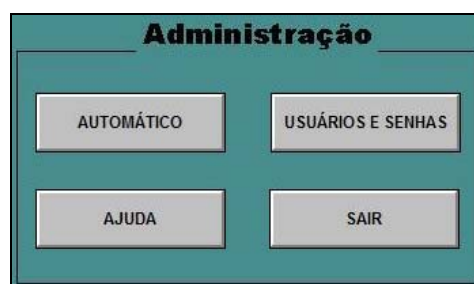 Administração
AUTOMÁTICO
USUÁRIOS E SENHAS
AJUDA
SAIR